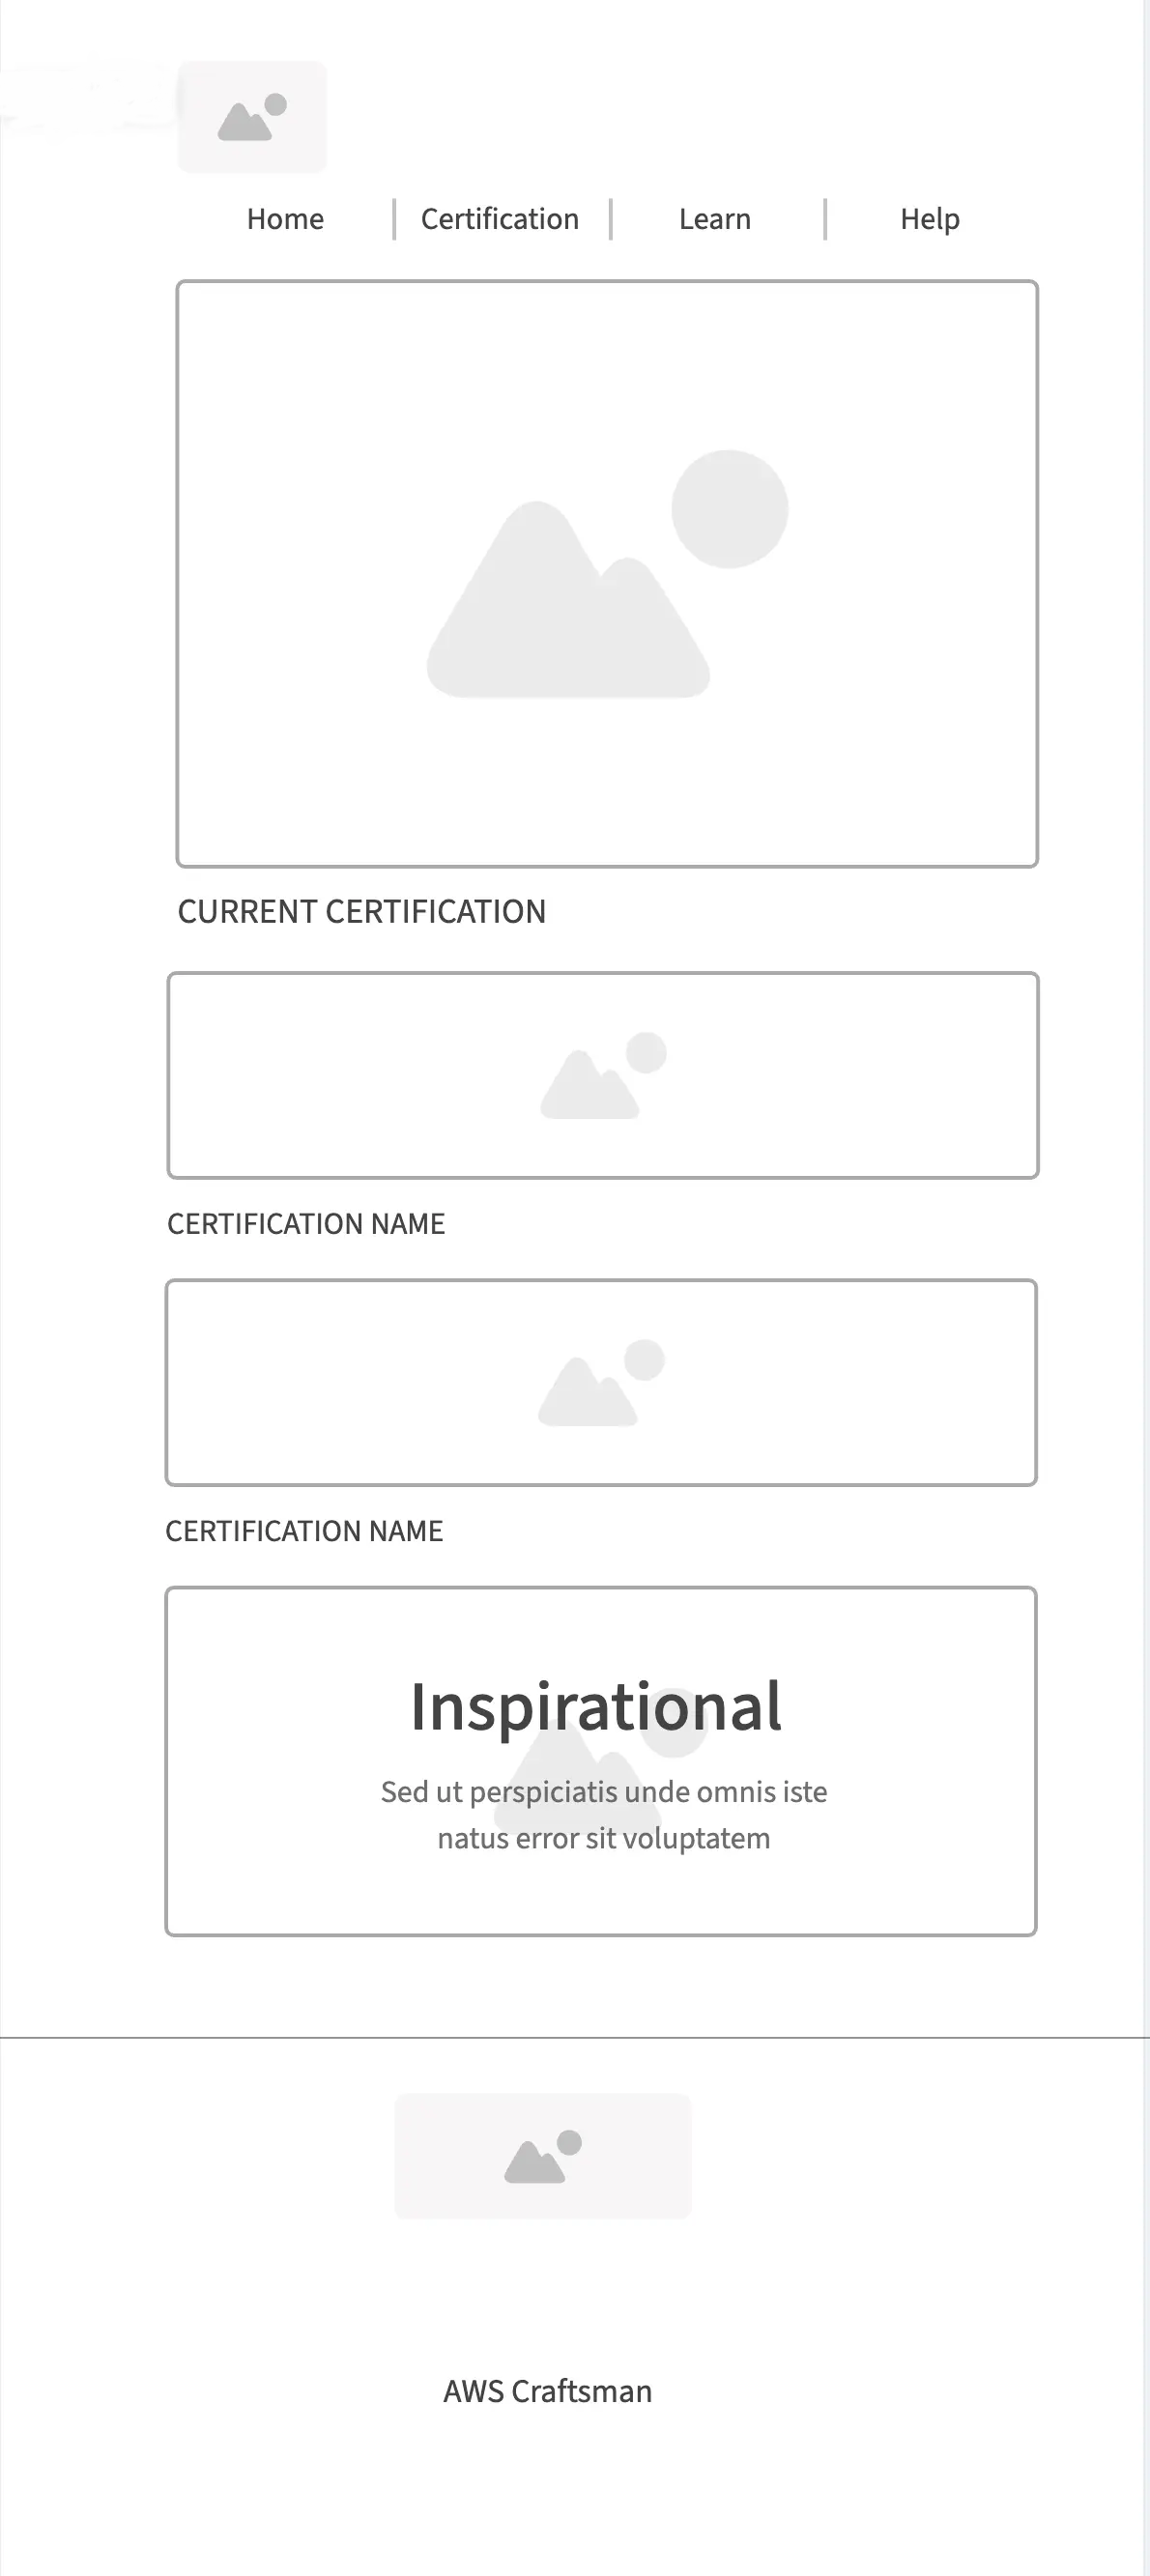 Home
Certification
Learn
Help
CURRENT CERTIFICATION
CERTIFICATION NAME
CERTIFICATION NAME
Inspirational
Sed ut perspiciatis unde omnis iste
natus error sit voluptatem
AWS Craftsman